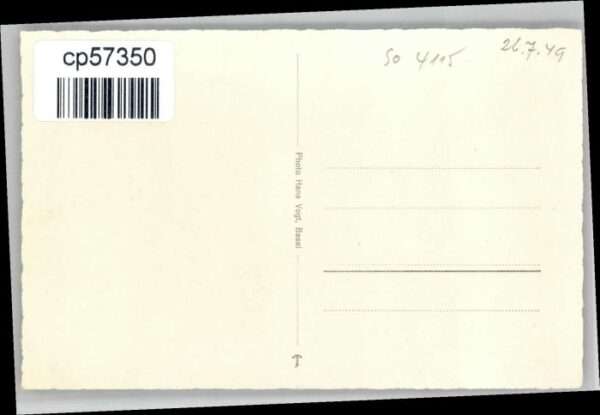 cp57350
So 4115
26.7.49
Photo Hans Vogt, Basel